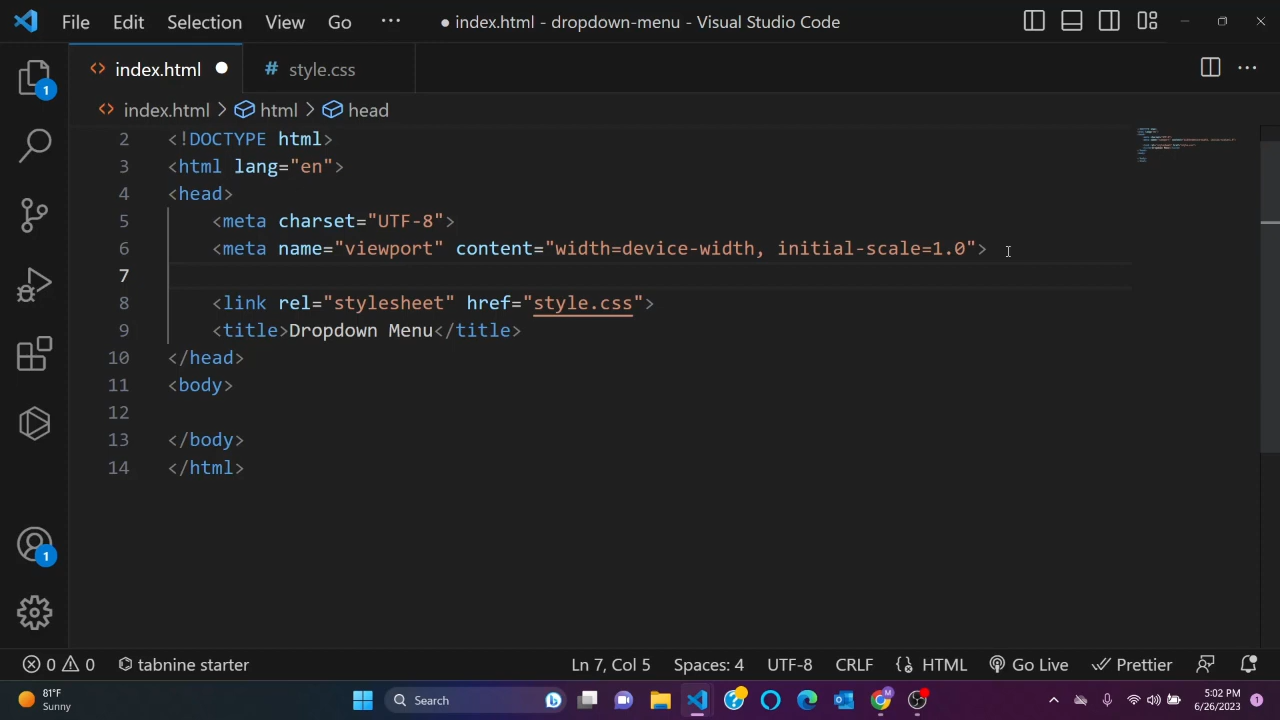 File Edit Selection View Go ··· ● index.html - dropdown-menu - Visual Studio Code
<> index.html ● # style.css ···
1
<> index.html > html > head
2 <!DOCTYPE html>
3 <html lang="en">
4 <head>
5 <meta charset="UTF-8">
6 <meta name="viewport" content="width=device-width, initial-scale=1.0">
7
8 <link rel="stylesheet" href="style.css">
9 <title>Dropdown Menu</title>
10 </head>
11 <body>
12
13 </body>
14 </html>
1
0 0 tabnine starter Ln 7, Col 5 Spaces: 4 UTF-8 CRLF HTML Go Live Prettier
81°F
Sunny
Search
M
5:02 PM
6/26/2023
1